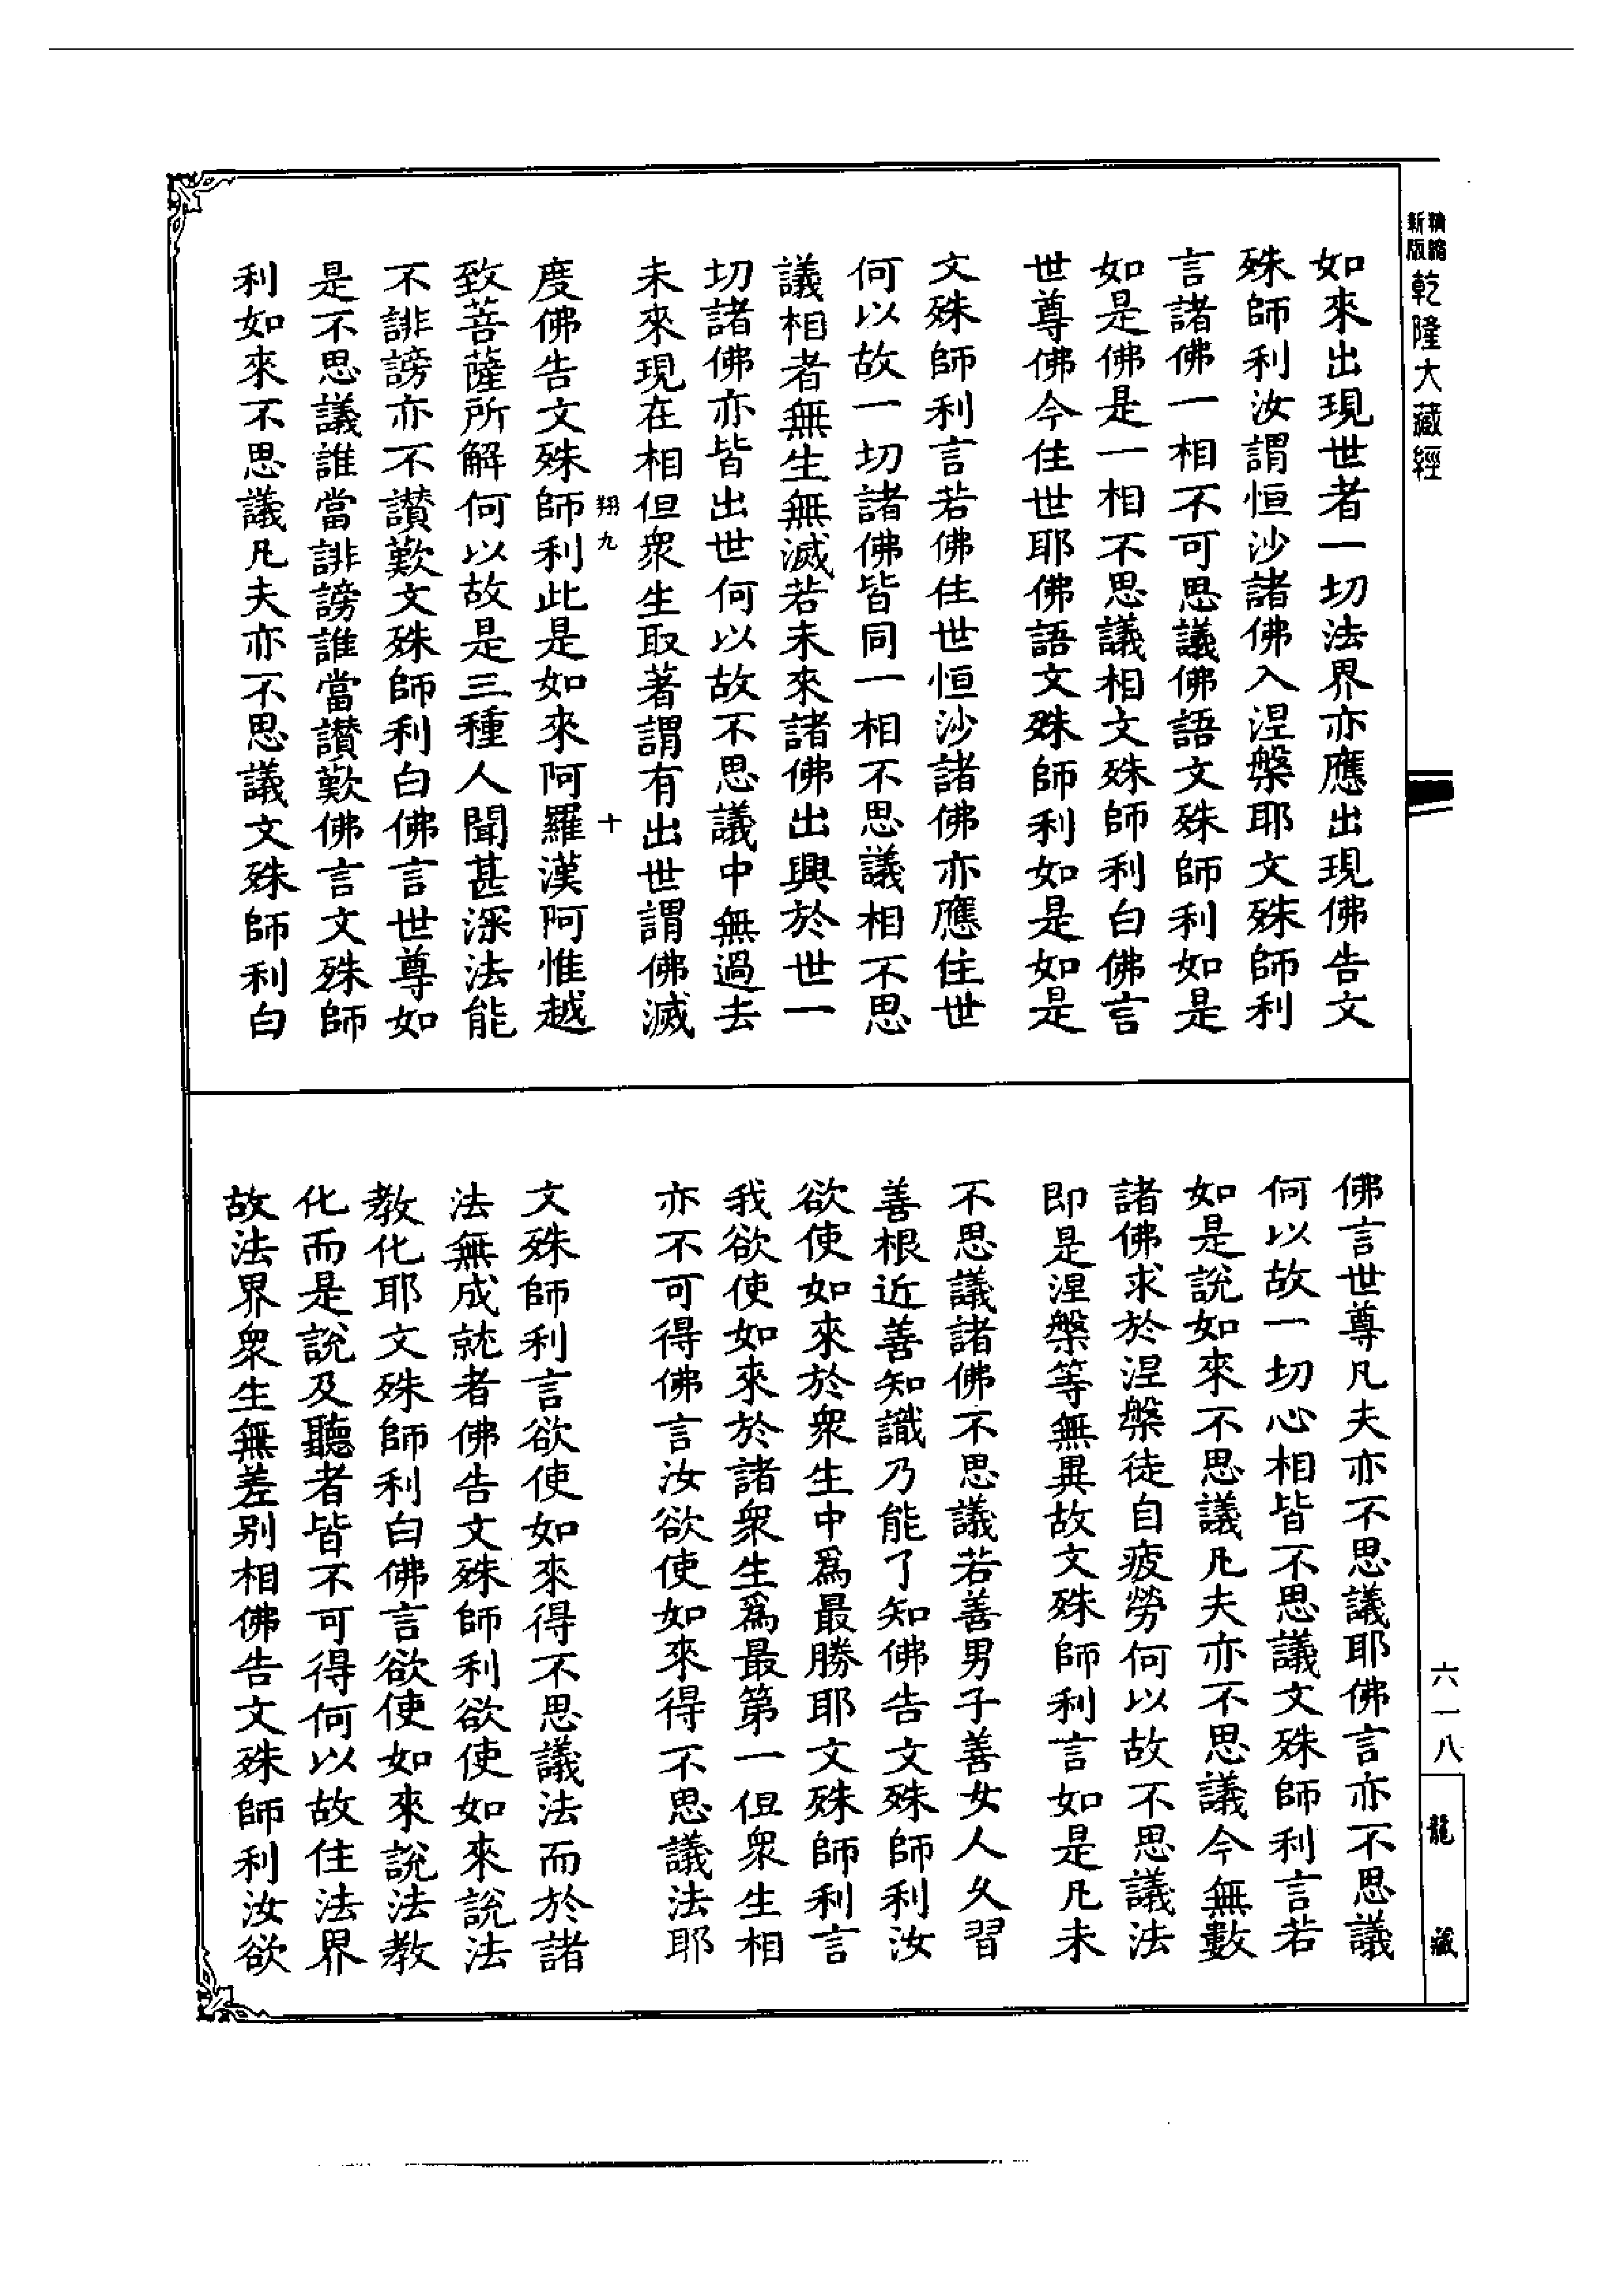 精縮新版乾隆大藏經
如來出現世者一切法界亦應出現佛告文
殊師利汝謂恒沙諸佛入涅槃耶文殊師利
言諸佛一相不可思議佛語文殊師利如是
如是佛是一相不思議相文殊師利白佛言
世尊佛今住世耶佛語文殊師利如是如是
文殊師利言若佛住世恒沙諸佛亦應住世
何以故一切諸佛皆同一相不思議相不思
議相者無生無滅若未來諸佛出興於世一
切諸佛亦皆出世何以故不思議中無過去
未來現在相但衆生取著謂有出世謂佛滅
翔九 十
度佛告文殊師利此是如來阿羅漢阿惟越
致菩薩所解何以故是三種人聞甚深法能
不誹謗亦不讚歎文殊師利白佛言世尊如
是不思議誰當誹謗誰當讚歎佛言文殊師
利如來不思議凡夫亦不思議文殊師利白
佛言世尊凡夫亦不思議耶佛言亦不思議
何以故一切心相皆不思議文殊師利言若
如是說如來不思議凡夫亦不思議今無數
諸佛求於涅槃徒自疲勞何以故不思議法
即是涅槃等無異故文殊師利言如是凡夫
不思議諸佛不思議若善男子善女人久習
善根近善知識乃能了知佛告文殊師利汝
欲使如來於衆生中爲最勝耶文殊師利言
我欲使如來於諸衆生爲最第一但衆生相
亦不可得佛言汝欲使如來得不思議法耶
文殊師利言欲使如來得不思議法而於諸
法無成就者佛告文殊師利欲使如來說法
教化耶文殊師利白佛言欲使如來說法教
化而是說及聽者皆不可得何以故住法界
故法界衆生無差別相佛告文殊師利汝欲
六一八
龍藏